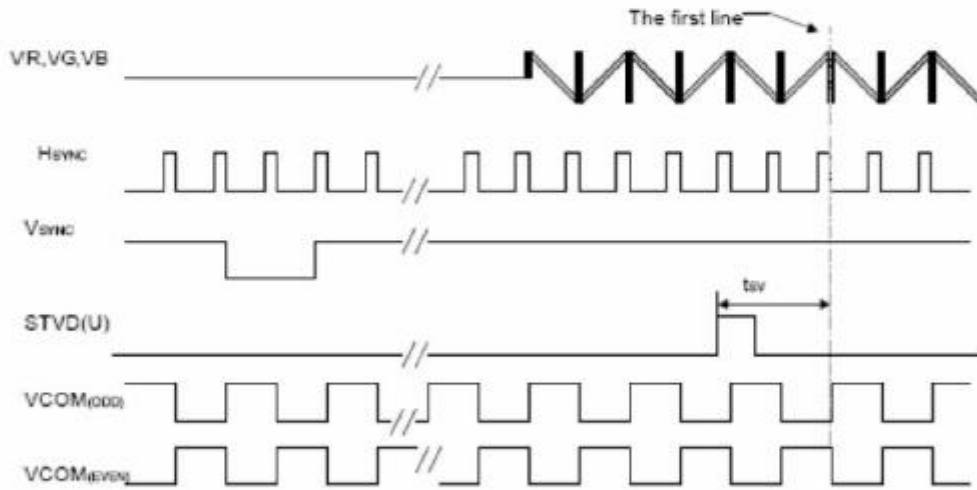 The first line
VR,VG,VB
HSYNC
VSYNC
tsv
STVD(U)
VCOM(ODD)
VCOM(EVEN)